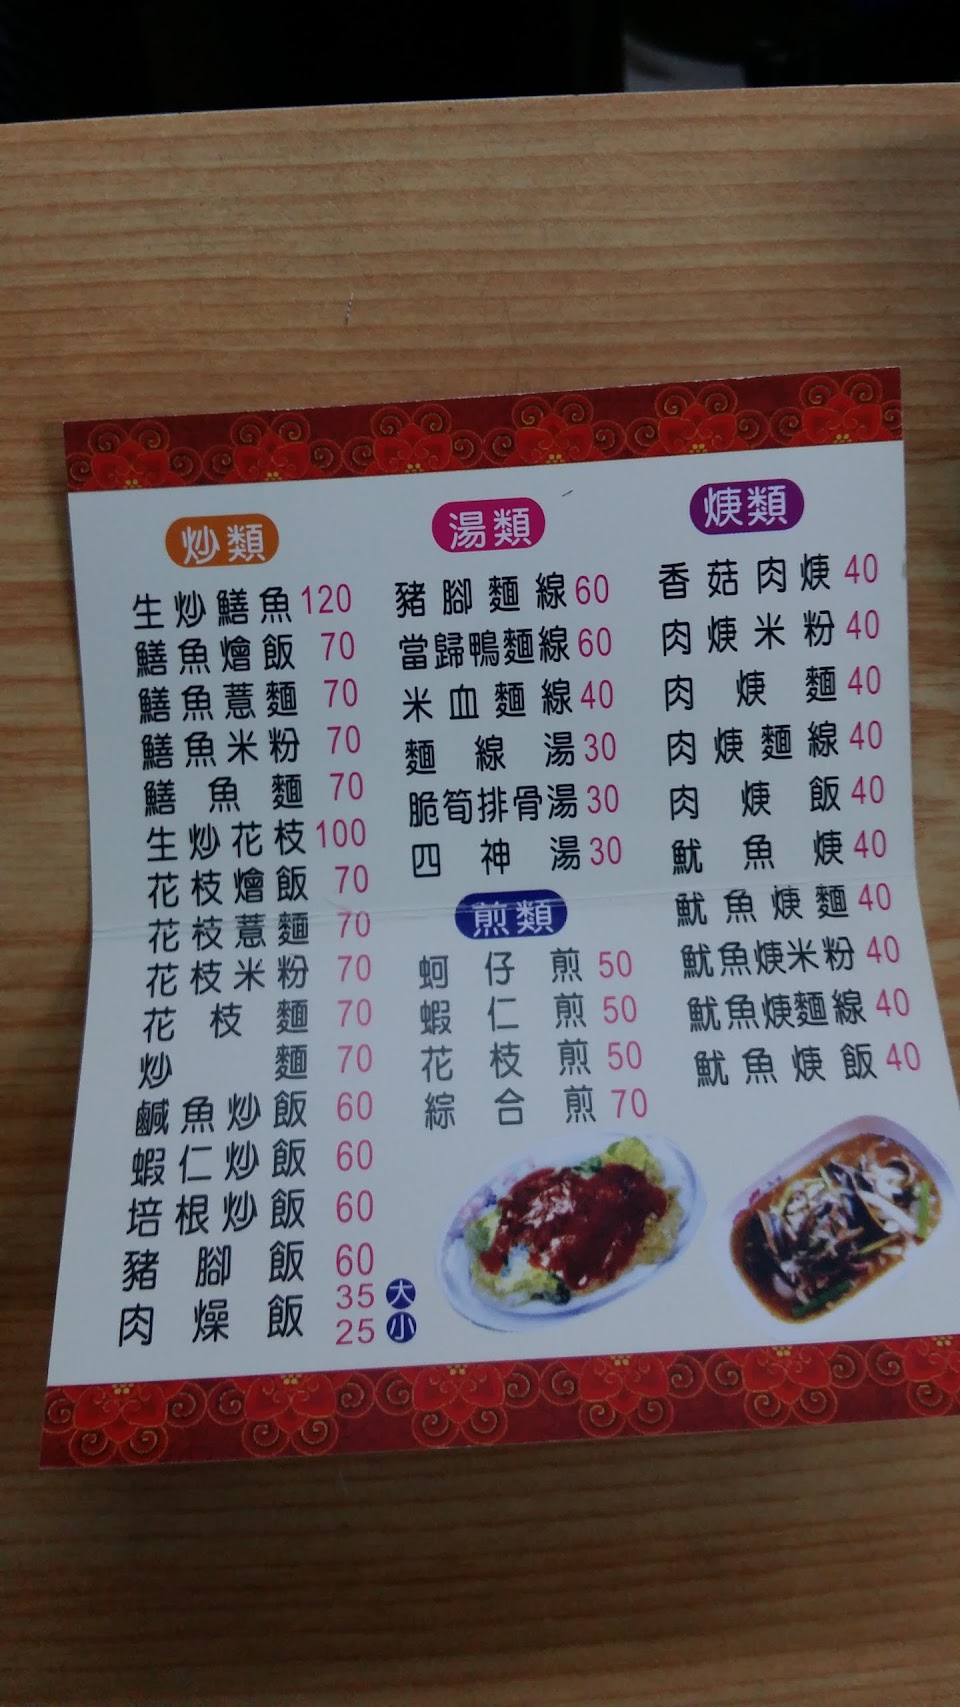 炒類
生炒鱔魚 120
鱔魚燴飯 70
鱔魚薏麵 70
鱔魚米粉 70
鱔魚麵 70
生炒花枝 100
花枝燴飯 70
花枝薏麵 70
花枝米粉 70
花枝麵 70
炒麵 70
鹹魚炒飯 60
蝦仁炒飯 60
培根炒飯 60
豬腳飯 60
肉燥飯 35 大
25 小
湯類
豬腳麵線 60
當歸鴨麵線 60
米血麵線 40
麵線湯 30
脆筍排骨湯 30
四神湯 30
煎類
蚵仔煎 50
蝦仁煎 50
花枝煎 50
綜合煎 70
焿類
香菇肉焿 40
肉焿米粉 40
肉焿麵 40
肉焿麵線 40
肉焿飯 40
魷魚焿 40
魷魚焿麵 40
魷魚焿米粉 40
魷魚焿麵線 40
魷魚焿飯 40